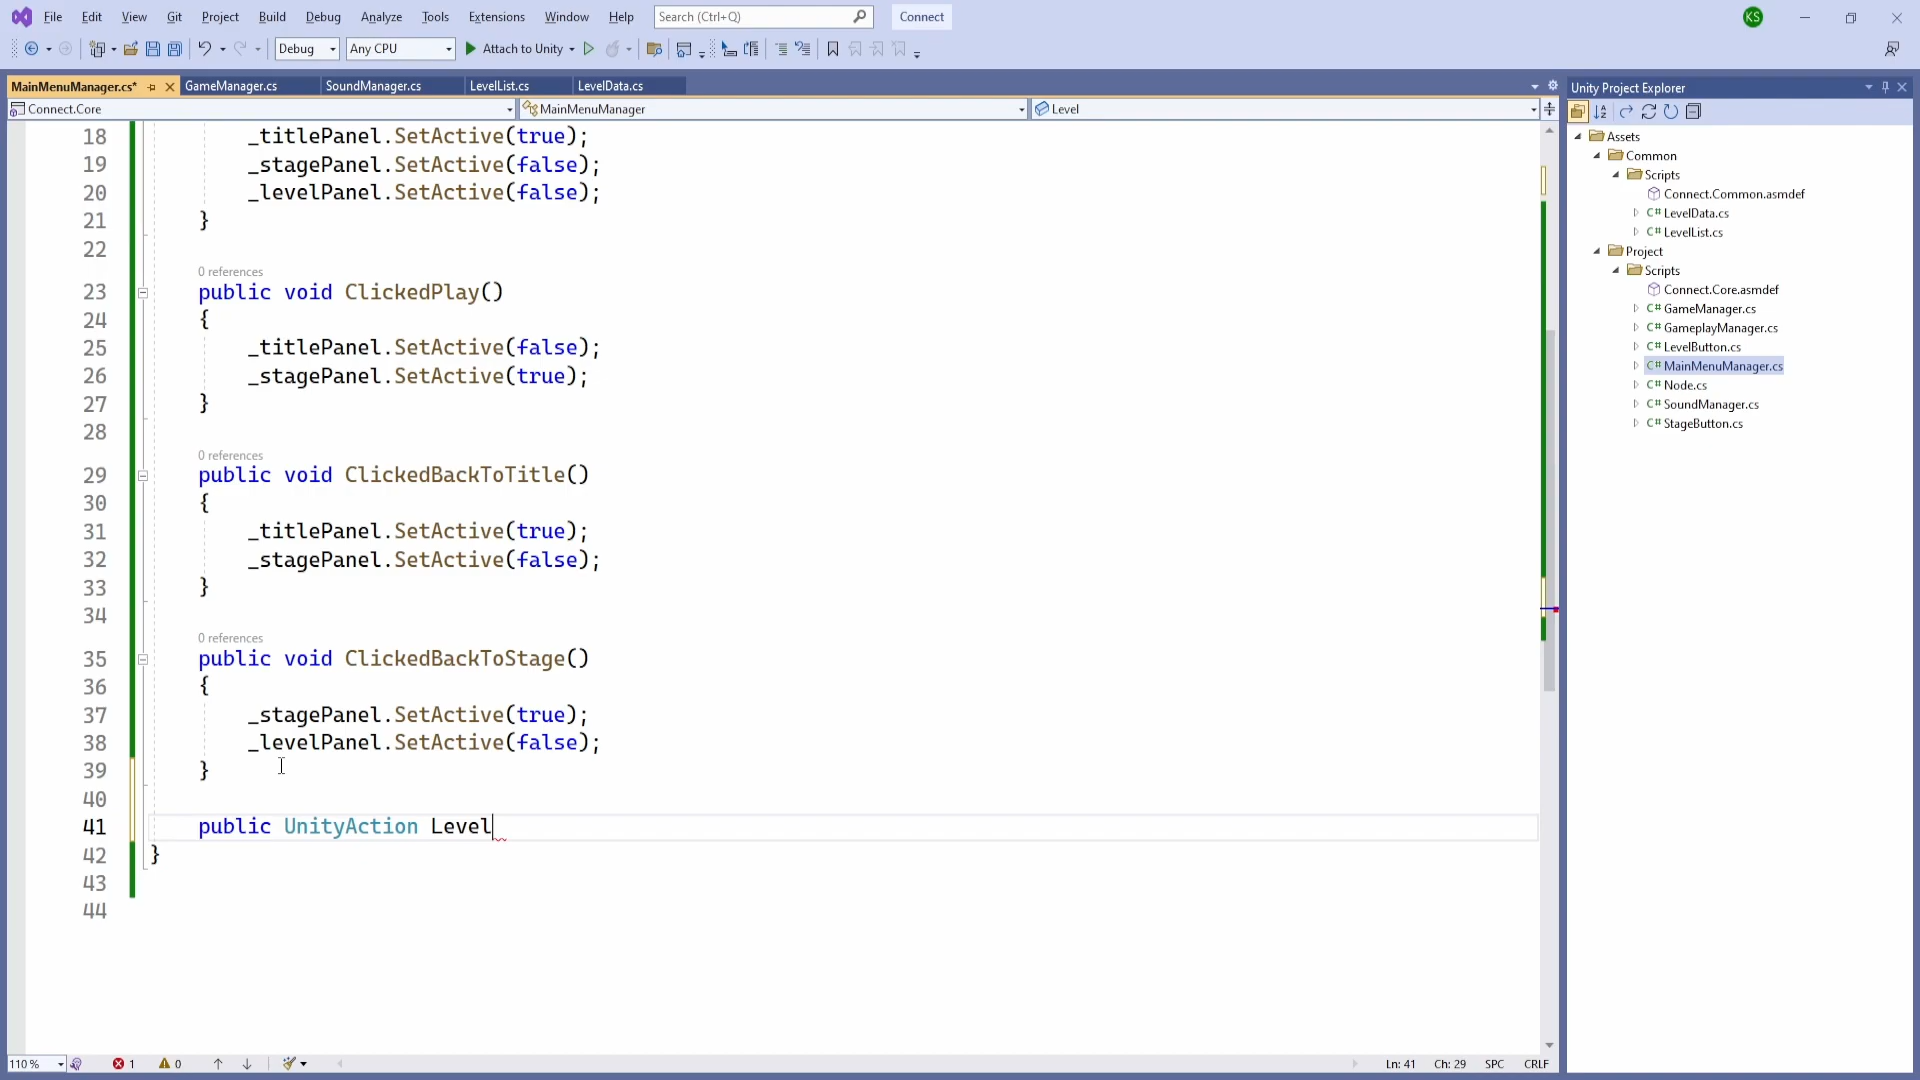 File Edit View Git Project Build Debug Analyze Tools Extensions Window Help Search (Ctrl+Q) Connect KS
Debug Any CPU Attach to Unity
MainMenuManager.cs* GameManager.cs SoundManager.cs LevelList.cs LevelData.cs
Connect.Core MainMenuManager Level
18 _titlePanel.SetActive(true);
19 _stagePanel.SetActive(false);
20 _levelPanel.SetActive(false);
21 }
22
0 references
23 public void ClickedPlay()
24 {
25 _titlePanel.SetActive(false);
26 _stagePanel.SetActive(true);
27 }
28
0 references
29 public void ClickedBackToTitle()
30 {
31 _titlePanel.SetActive(true);
32 _stagePanel.SetActive(false);
33 }
34
0 references
35 public void ClickedBackToStage()
36 {
37 _stagePanel.SetActive(true);
38 _levelPanel.SetActive(false);
39 }
40
41 public UnityAction Level
42 }
43
44
110 % 1 0 Ln: 41 Ch: 29 SPC CRLF
Unity Project Explorer
Assets
Common
Scripts
Connect.Common.asmdef
C# LevelData.cs
C# LevelList.cs
Project
Scripts
Connect.Core.asmdef
C# GameManager.cs
C# GameplayManager.cs
C# LevelButton.cs
C# MainMenuManager.cs
C# Node.cs
C# SoundManager.cs
C# StageButton.cs